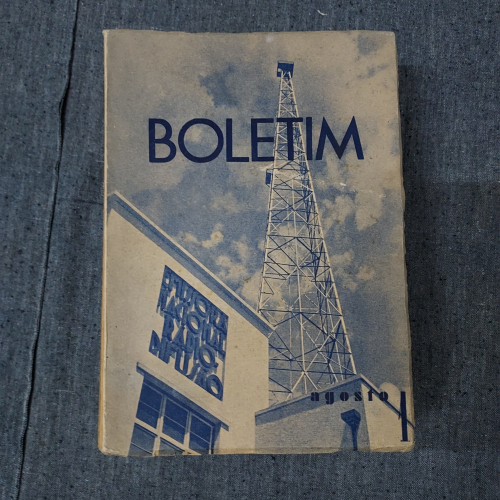 BOLETIM
EMISSORA
NACIONAL
RADIO-
DIFUSÃO
agosto 1